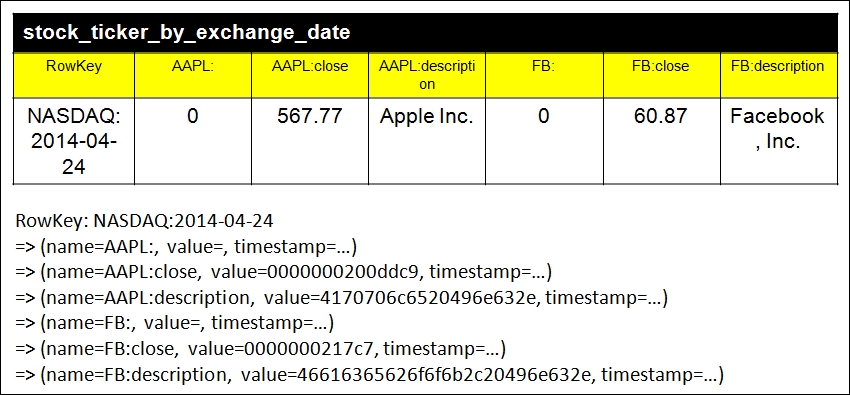 stock_ticker_by_exchange_date
RowKey AAPL: AAPL:close AAPL:descripti FB: FB:close FB:description
on
NASDAQ: 0 567.77 Apple Inc. 0 60.87 Facebook
2014-04- , Inc.
24
RowKey: NASDAQ:2014-04-24
=> (name=AAPL:, value=, timestamp=...)
=> (name=AAPL:close, value=0000000200ddc9, timestamp=...)
=> (name=AAPL:description, value=4170706c6520496e632e, timestamp=...)
=> (name=FB:, value=, timestamp=...)
=> (name=FB:close, value=0000000217c7, timestamp=...)
=> (name=FB:description, value=46616365626f6f6b2c20496e632e, timestamp=...)